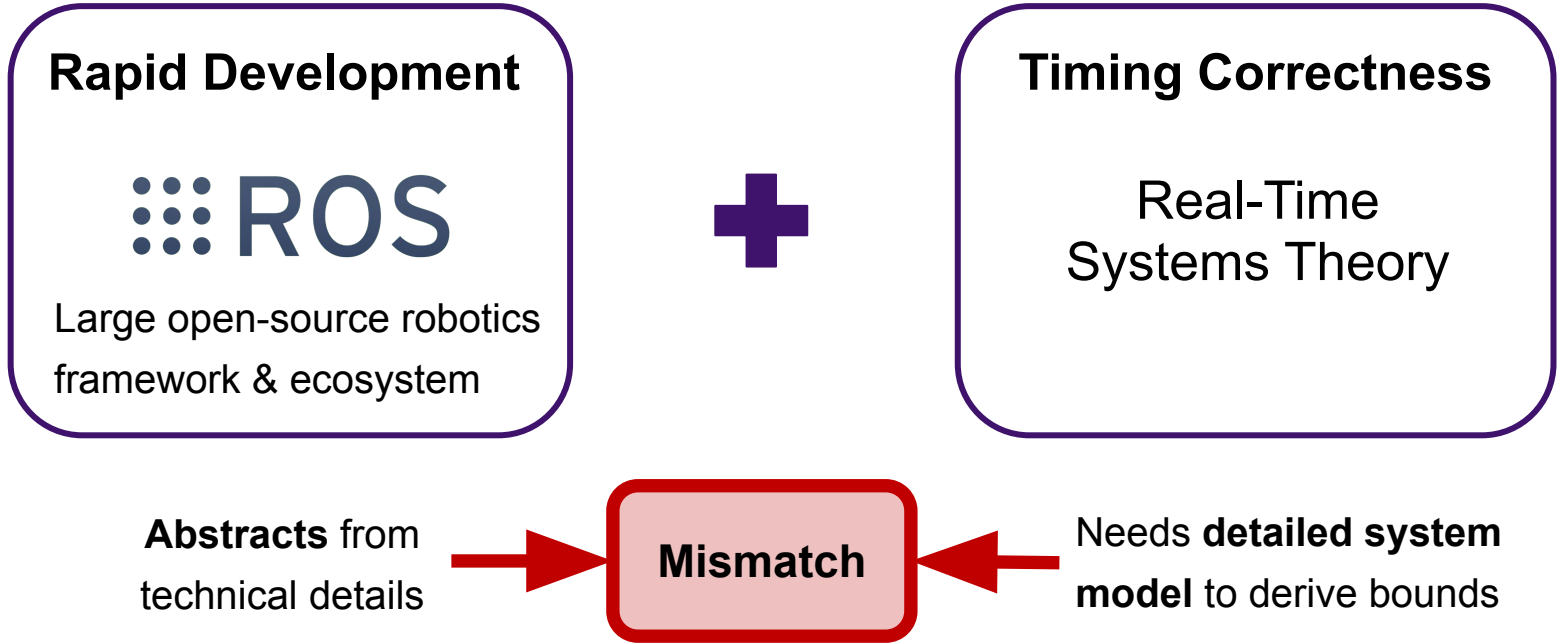 Rapid Development
ROS
Large open-source robotics
framework & ecosystem
Timing Correctness
Real-Time
Systems Theory
Abstracts from
technical details
Mismatch
Needs detailed system
model to derive bounds